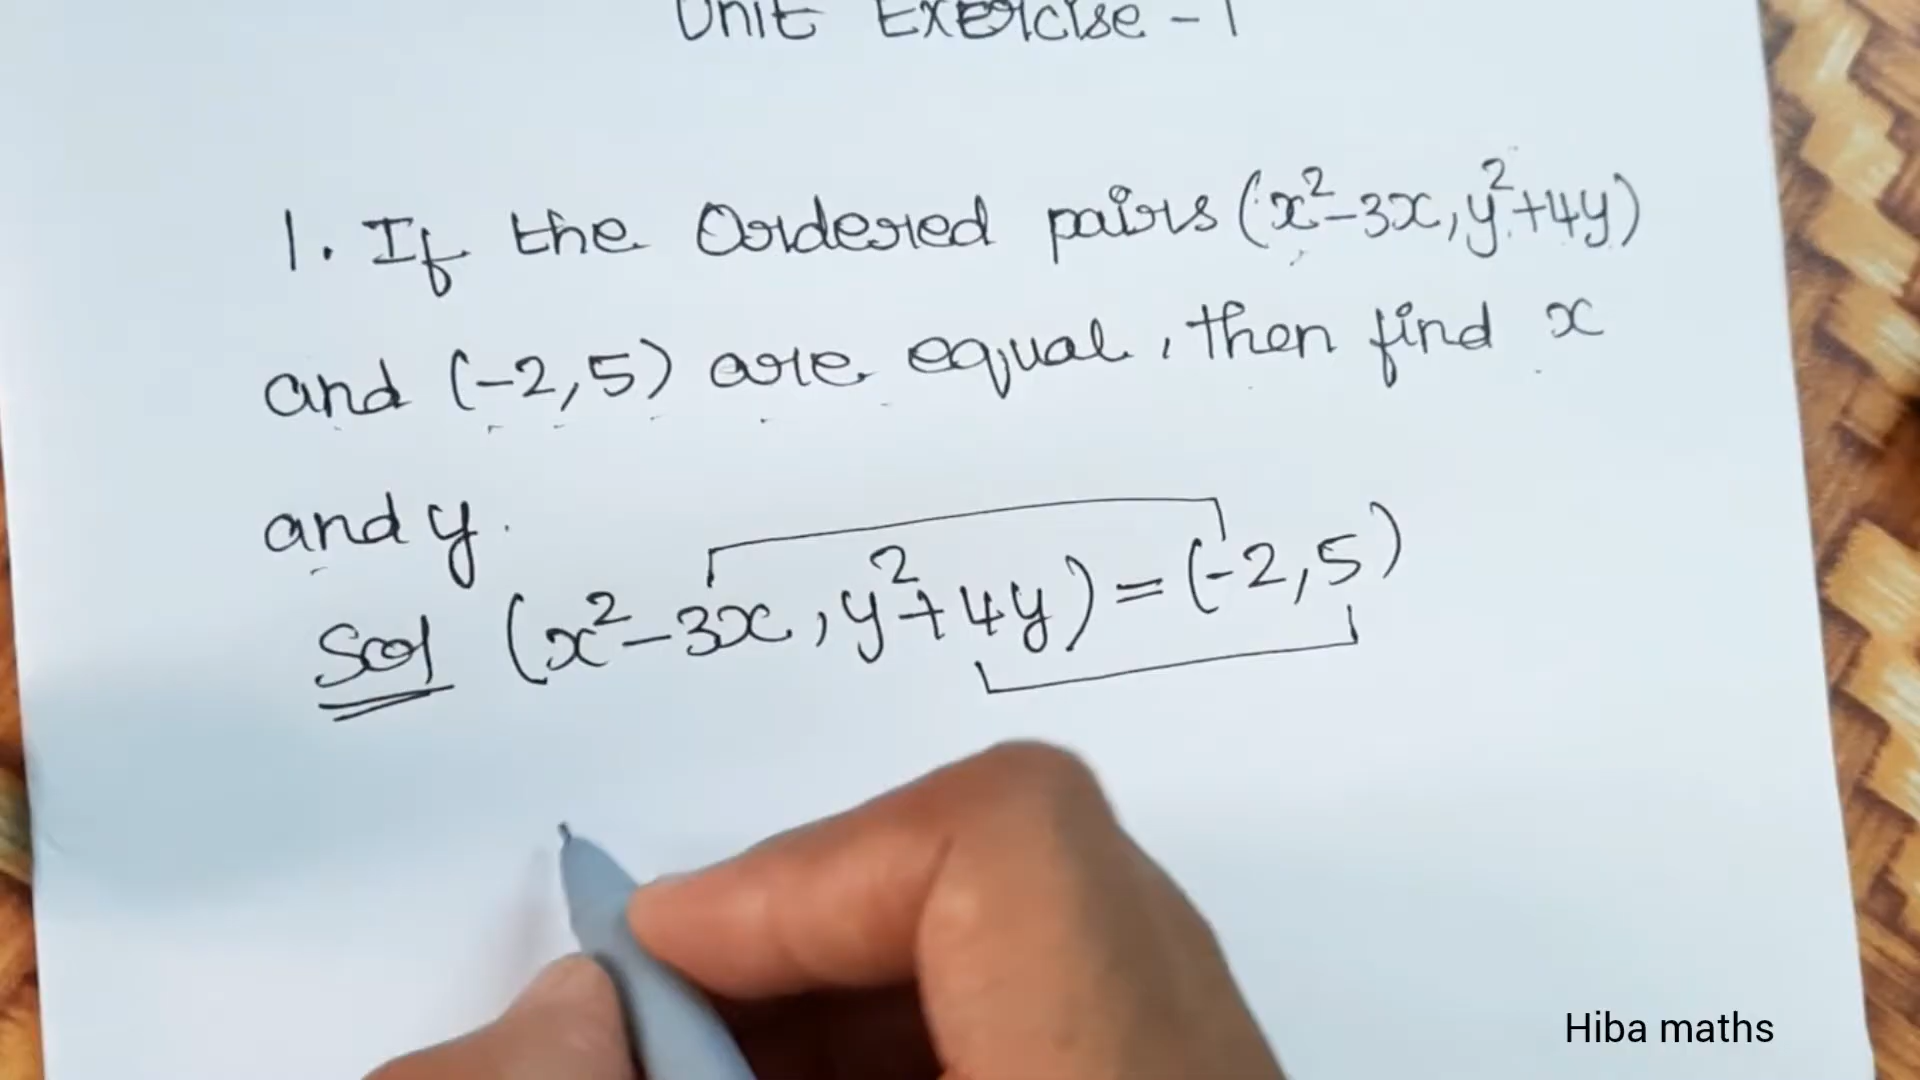 Unit Exercise - 1
1. If the Ordered pairs (x²-3x, y²+4y)
and (-2,5) are equal, then find x
and y.
Sol (x²-3x, y²+4y) = (-2,5)
Hiba maths